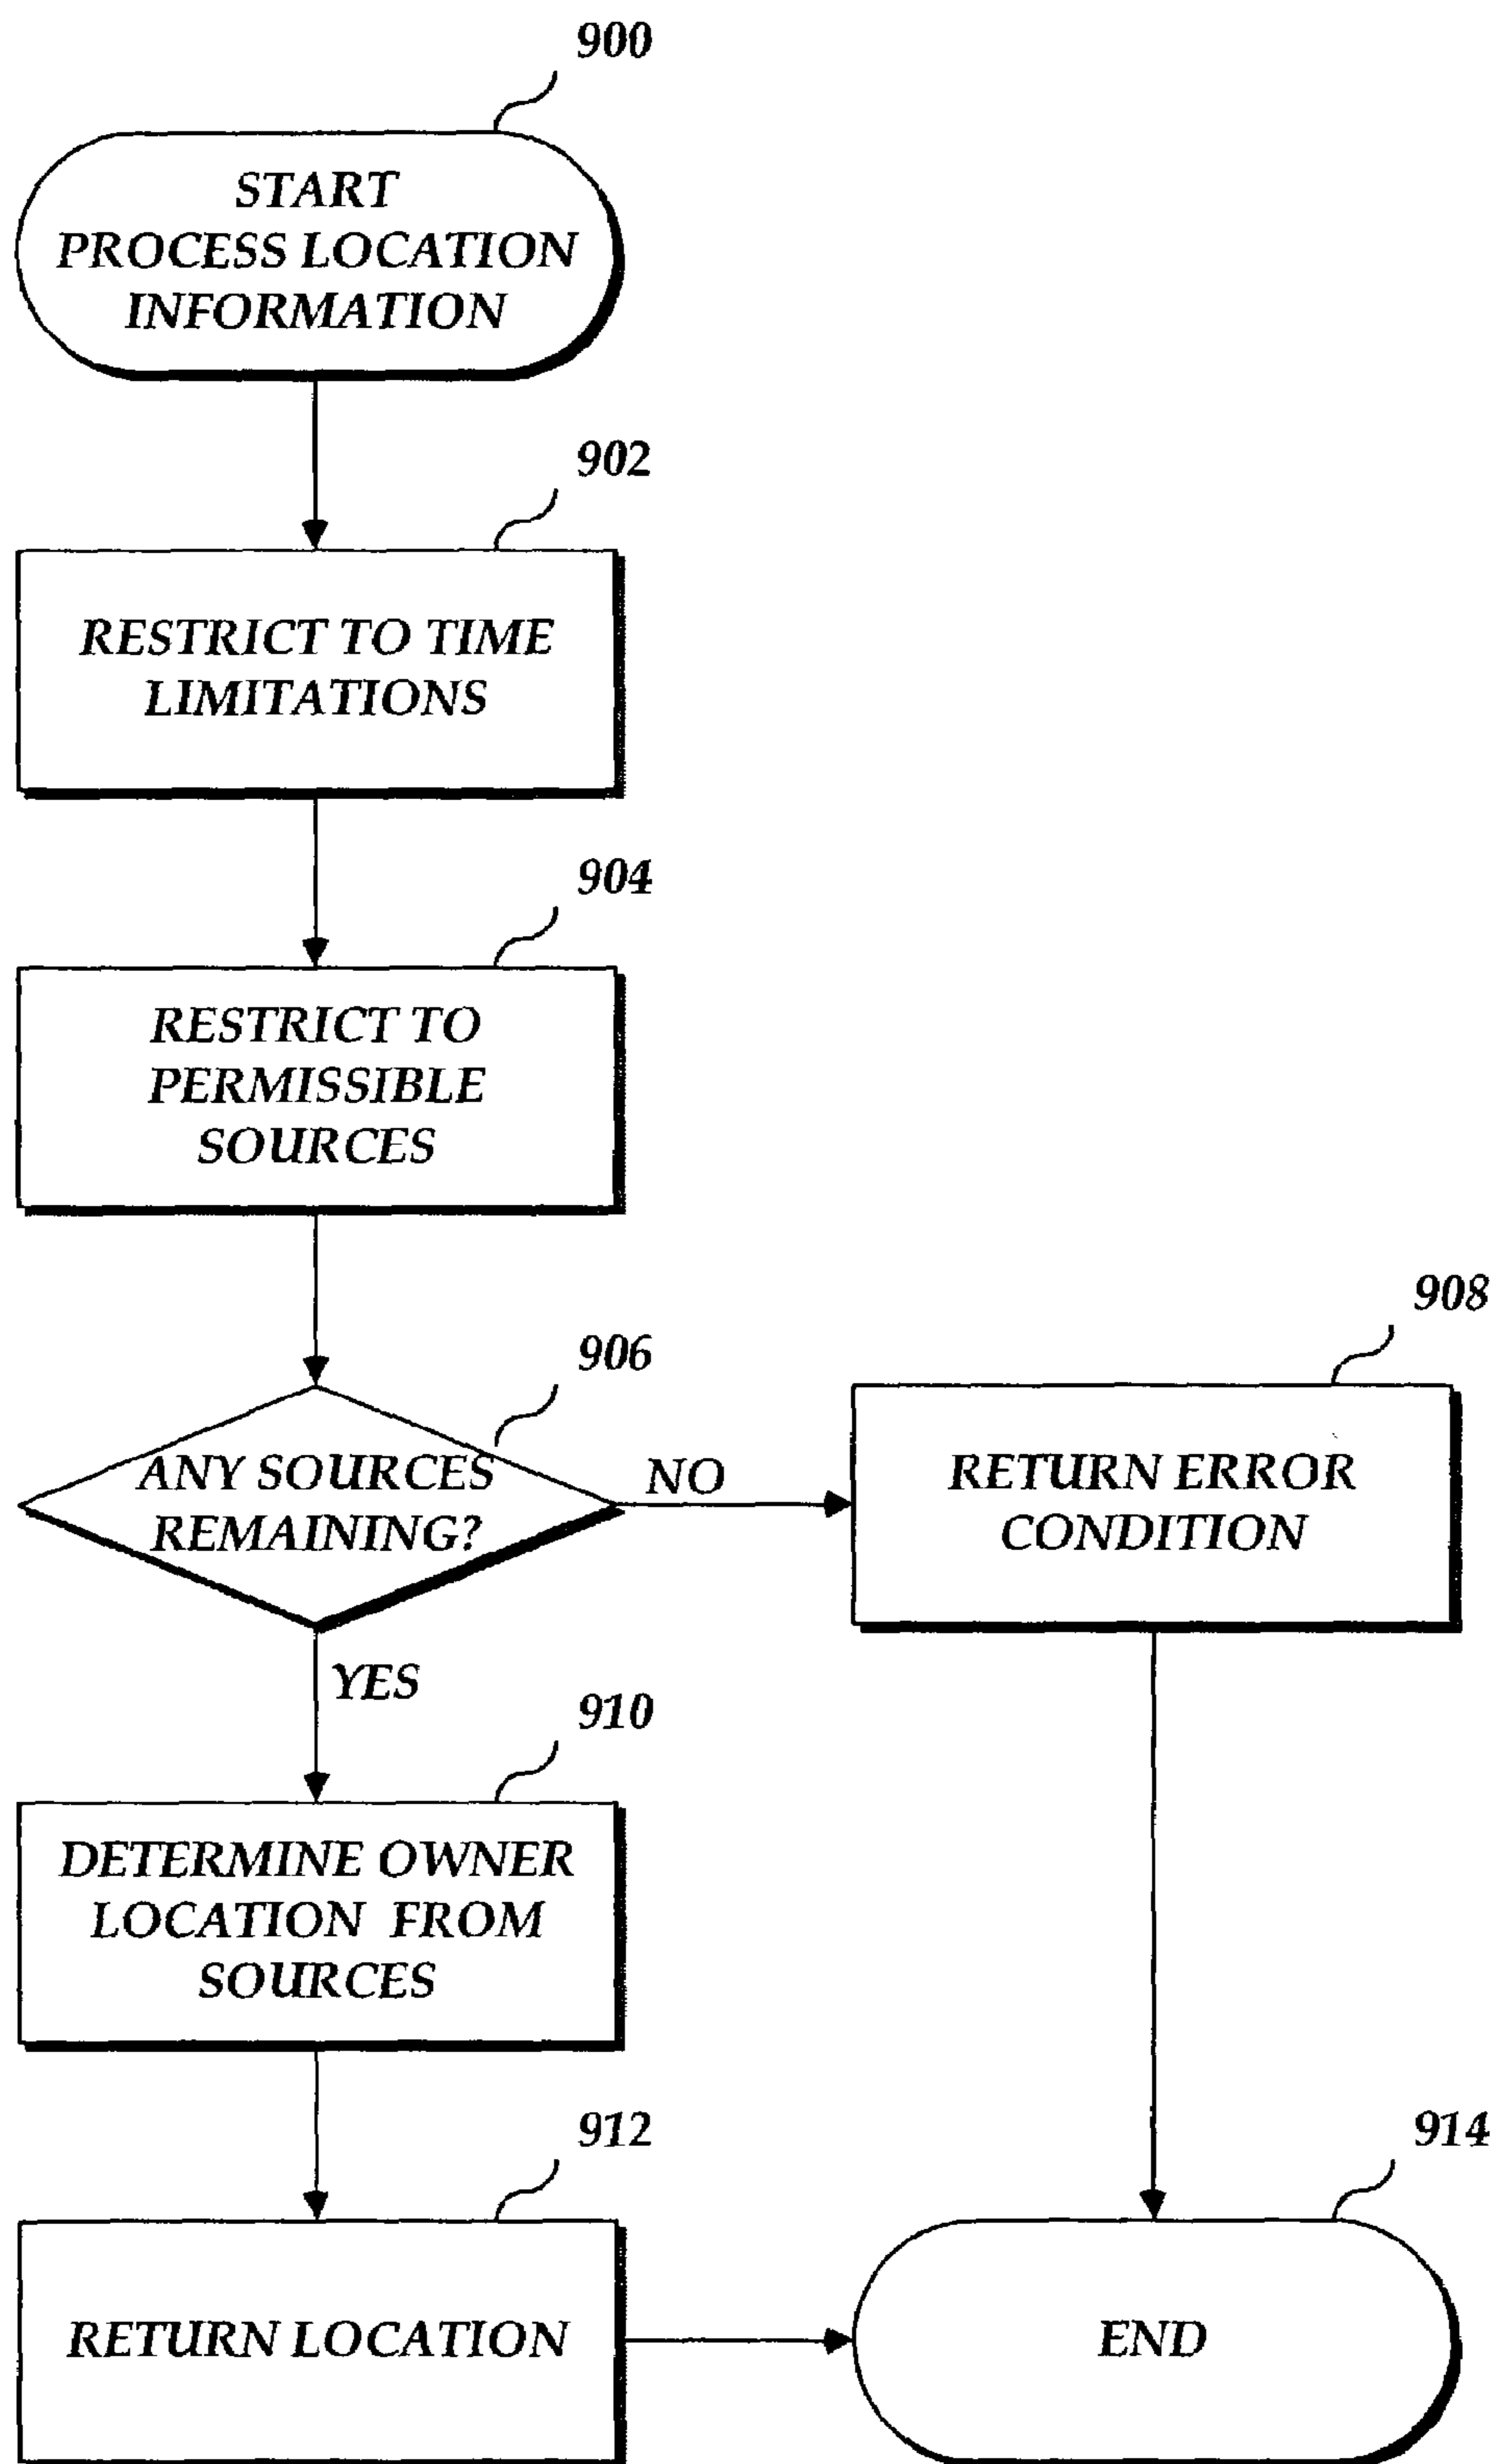 900
START
PROCESS LOCATION
INFORMATION
902
RESTRICT TO TIME
LIMITATIONS
904
RESTRICT TO
PERMISSIBLE
SOURCES
906
ANY SOURCES
REMAINING?
NO
908
RETURN ERROR
CONDITION
YES
910
DETERMINE OWNER
LOCATION FROM
SOURCES
912
RETURN LOCATION
914
END